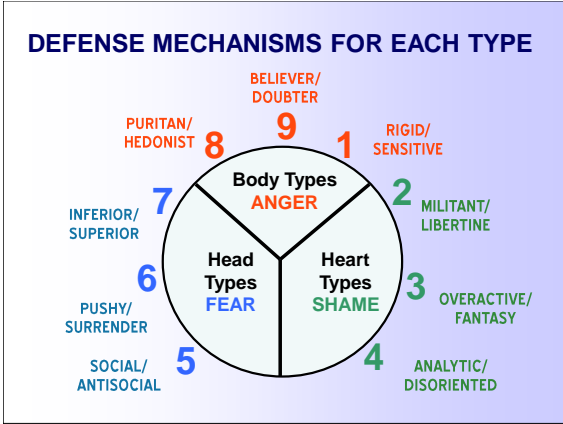 DEFENSE MECHANISMS FOR EACH TYPE
BELIEVER/
DOUBTER
9
PURITAN/
HEDONIST
8
1
RIGID/
SENSITIVE
Body Types
ANGER
7
INFERIOR/
SUPERIOR
2
MILITANT/
LIBERTINE
Head
Types
FEAR
Heart
Types
SHAME
6
PUSHY/
SURRENDER
3
OVERACTIVE/
FANTASY
5
SOCIAL/
ANTISOCIAL
4
ANALYTIC/
DISORIENTED